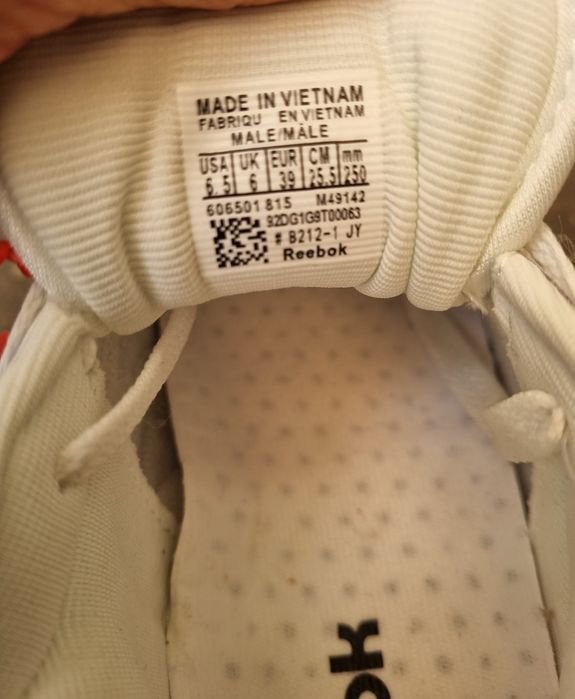 MADE IN VIETNAM
FABRIQU EN VIETNAM
MALE/MÂLE
USA UK EUR CM mm
6.5 6 39 25.5 250
606501 815 M49142
92DG1G9T00063
# B212-1 JY
Reebok
ok